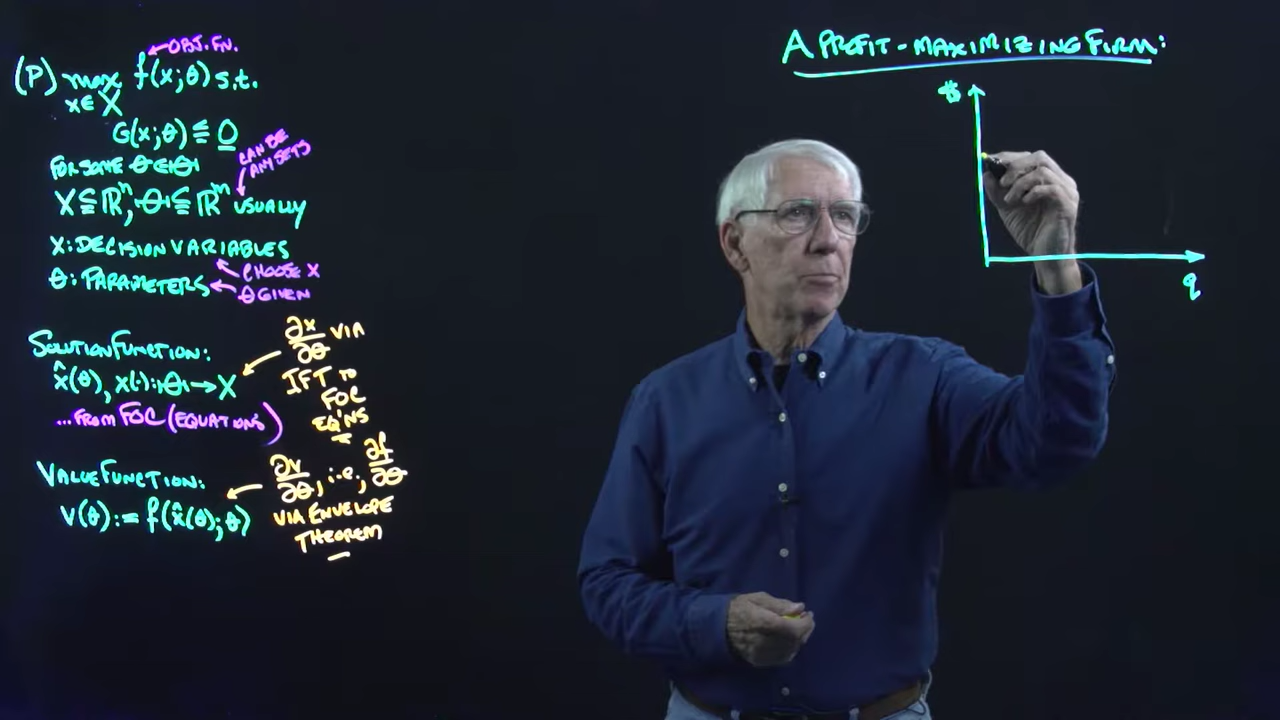 (P) max f(x;θ) s.t.
x∈X
← OBJ. FN.
G(x;θ) ≦ 0
FOR SOME θ∈Θ
CAN BE
ANY SETS
X ⊆ ℝⁿ, Θ ⊆ ℝᵐ USUALLY
X: DECISION VARIABLES
θ: PARAMETERS
CHOOSE X
θ GIVEN
SOLUTION FUNCTION:
x̂(θ), x(·): Θ → X
... FROM FOC (EQUATIONS)
∂x/∂θ VIA
IFT TO
FOC
EQ'NS
VALUE FUNCTION:
v(θ) := f(x̂(θ);θ)
∂v/∂θ, i.e., ∂f/∂θ
VIA ENVELOPE
THEOREM
A PROFIT-MAXIMIZING FIRM:
$
q